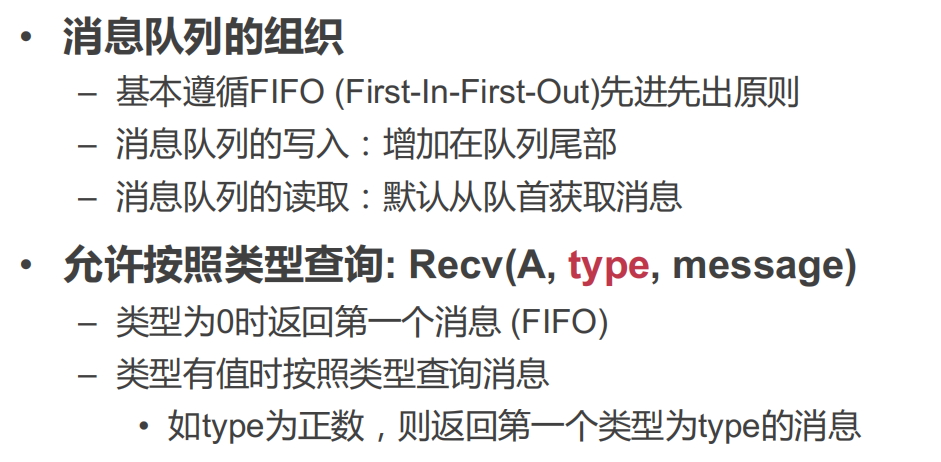 • 消息队列的组织
– 基本遵循FIFO (First-In-First-Out)先进先出原则
– 消息队列的写入：增加在队列尾部
– 消息队列的读取：默认从队首获取消息
• 允许按照类型查询: Recv(A, type, message)
– 类型为0时返回第一个消息 (FIFO)
– 类型有值时按照类型查询消息
• 如type为正数，则返回第一个类型为type的消息